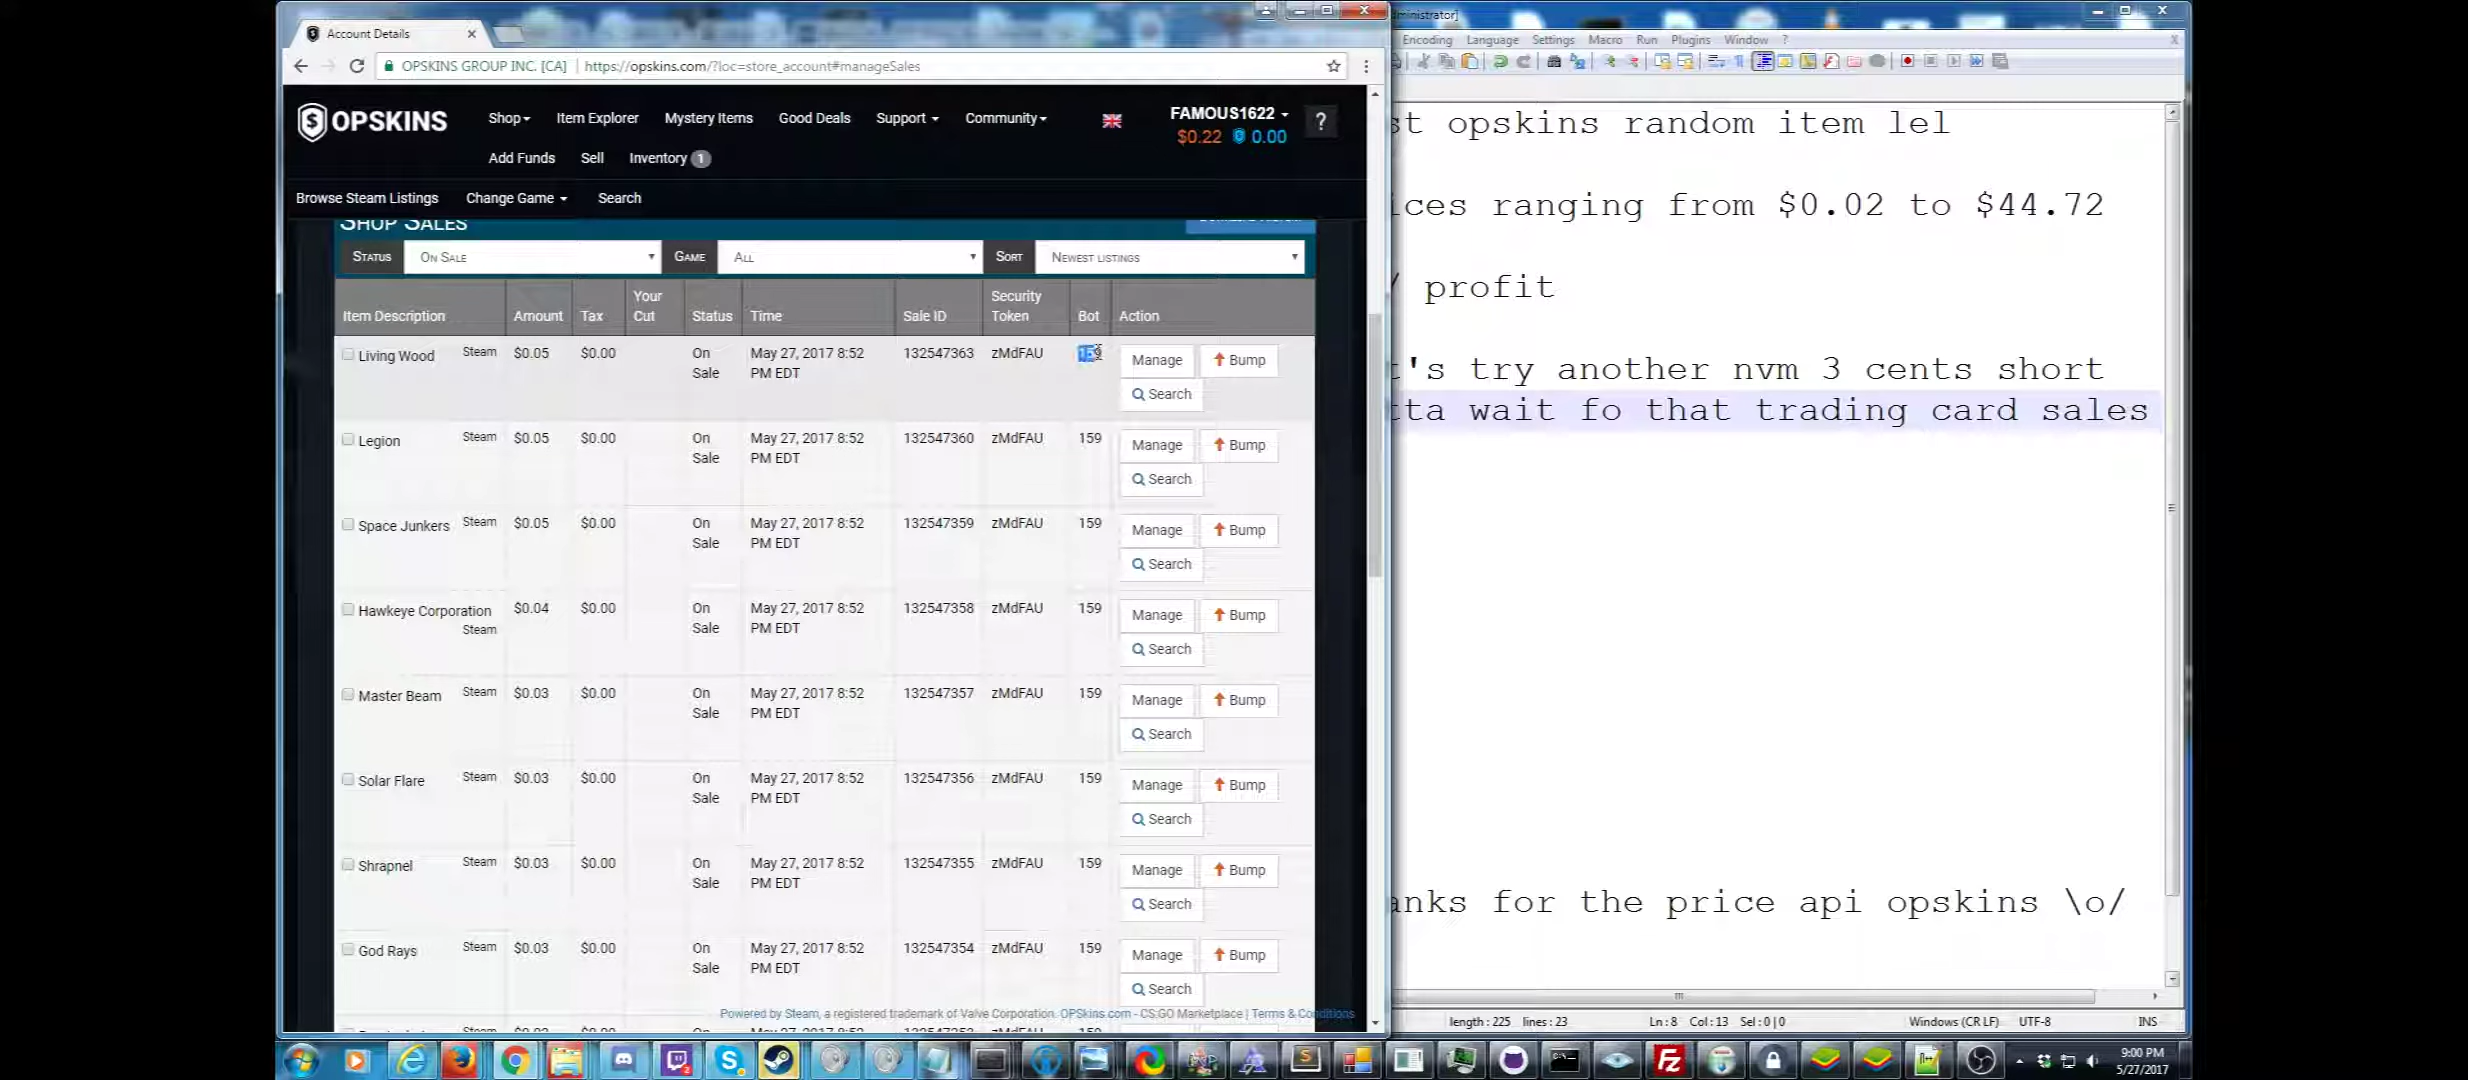 Account Details
OPSKINS GROUP INC. [CA] | https://opskins.com/?loc=store_account#manageSales
OPSKINS
Shop Item Explorer Mystery Items Good Deals Support Community
FAMOUS1622
$0.22 0.00
?
Add Funds Sell Inventory 1
Browse Steam Listings Change Game Search
SHOP SALES
STATUS ON SALE GAME ALL SORT NEWEST LISTINGS
Item Description Amount Tax Your Cut Status Time Sale ID Security Token Bot Action
Living Wood Steam $0.05 $0.00 On Sale May 27, 2017 8:52 PM EDT 132547363 zMdFAU 159 Manage Bump
Search
Legion Steam $0.05 $0.00 On Sale May 27, 2017 8:52 PM EDT 132547360 zMdFAU 159 Manage Bump
Search
Space Junkers Steam $0.05 $0.00 On Sale May 27, 2017 8:52 PM EDT 132547359 zMdFAU 159 Manage Bump
Search
Hawkeye Corporation Steam $0.04 $0.00 On Sale May 27, 2017 8:52 PM EDT 132547358 zMdFAU 159 Manage Bump
Search
Master Beam Steam $0.03 $0.00 On Sale May 27, 2017 8:52 PM EDT 132547357 zMdFAU 159 Manage Bump
Search
Solar Flare Steam $0.03 $0.00 On Sale May 27, 2017 8:52 PM EDT 132547356 zMdFAU 159 Manage Bump
Search
Shrapnel Steam $0.03 $0.00 On Sale May 27, 2017 8:52 PM EDT 132547355 zMdFAU 159 Manage Bump
Search
God Rays Steam $0.03 $0.00 On Sale May 27, 2017 8:52 PM EDT 132547354 zMdFAU 159 Manage Bump
Search
Powered by Steam, a registered trademark of Valve Corporation. OPSkins.com - CS:GO Marketplace | Terms & Conditions
ministrator]
Encoding Language Settings Macro Run Plugins Window ?
st opskins random item lel
ices ranging from $0.02 to $44.72
/ profit
t's try another nvm 3 cents short
tta wait fo that trading card sales
anks for the price api opskins \o/
length : 225 lines : 23 Ln : 8 Col : 13 Sel : 0 | 0 Windows (CR LF) UTF-8 INS
9:00 PM
5/27/2017